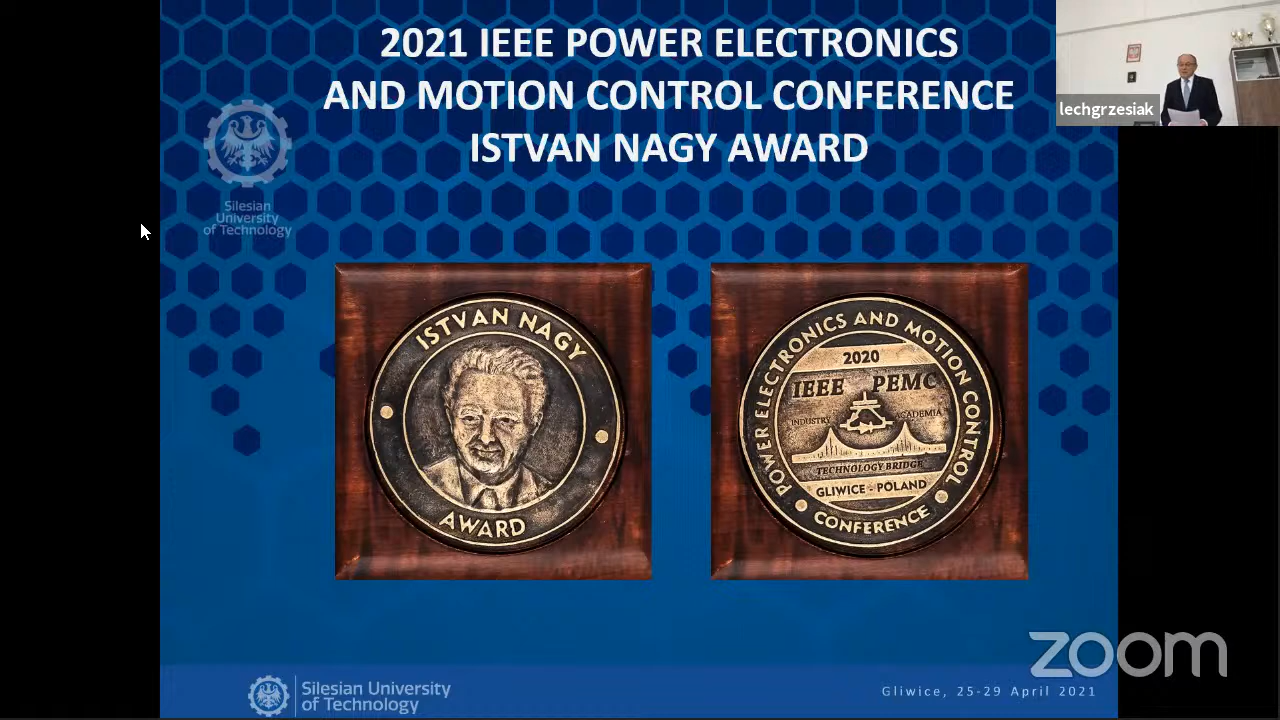 2021 IEEE POWER ELECTRONICS
AND MOTION CONTROL CONFERENCE
ISTVAN NAGY AWARD
lechgrzesiak
Silesian
University
of Technology
ISTVAN NAGY
AWARD
POWER ELECTRONICS AND MOTION CONTROL
2020
IEEE PEMC
INDUSTRY ACADEMIA
TECHNOLOGY BRIDGE
GLIWICE - POLAND
CONFERENCE
zoom
Silesian University
of Technology
Gliwice, 25-29 April 2021